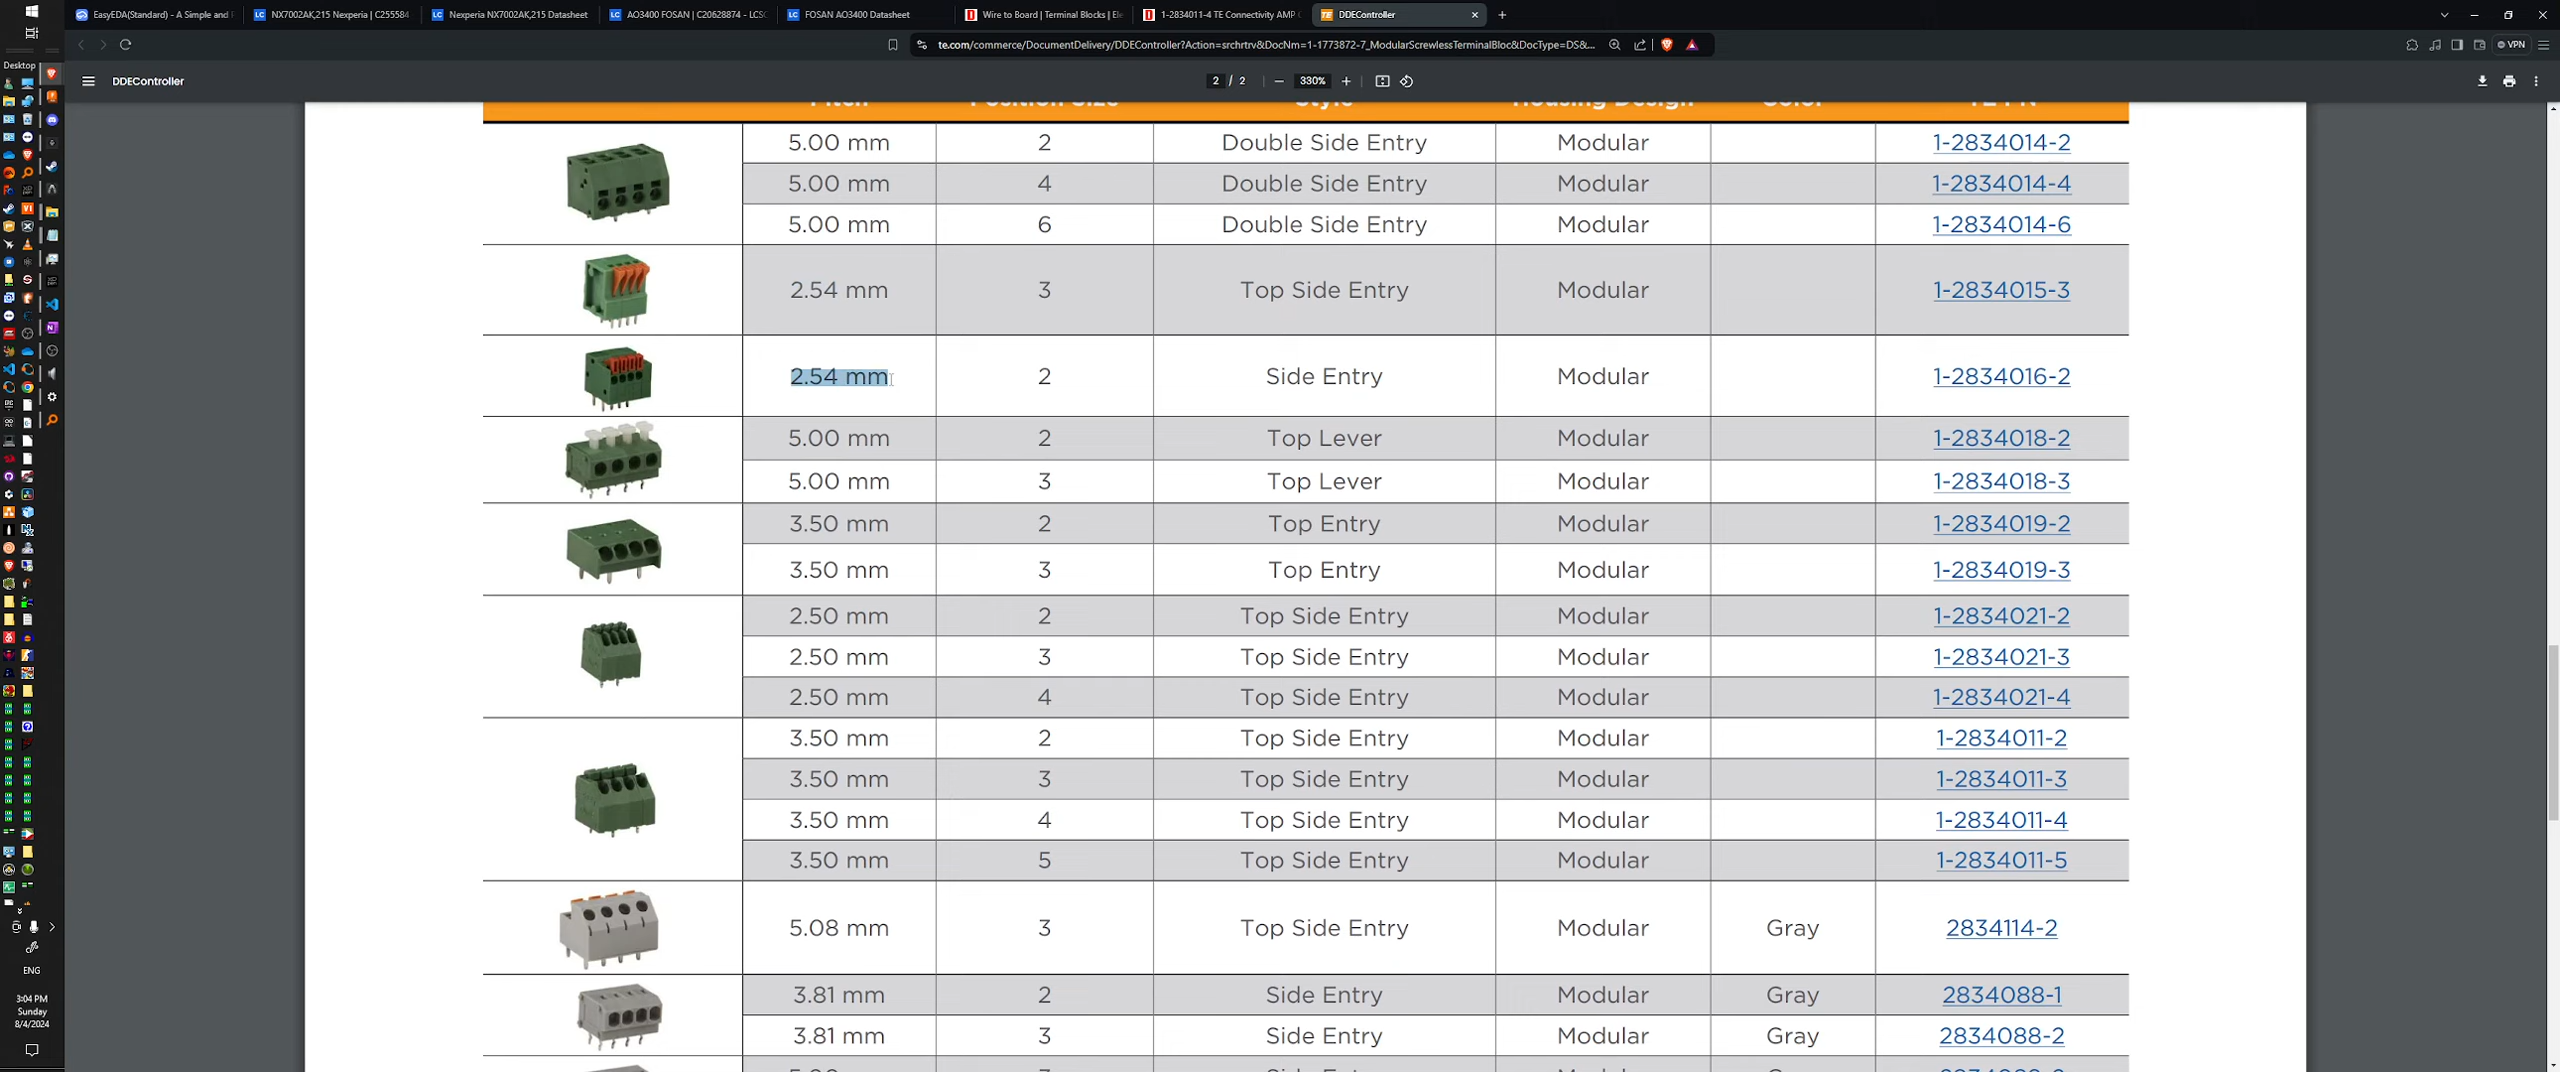 EasyEDA(Standard) - A Simple and
NX7002AK,215 Nexperia | C255584
Nexperia NX7002AK,215 Datasheet
AO3400 FOSAN | C20628874 - LCSC
FOSAN AO3400 Datasheet
Wire to Board | Terminal Blocks | Ele
1-2834011-4 TE Connectivity AMP
DDEController
te.com/commerce/DocumentDelivery/DDEController?Action=srchrtrv&DocNm=1-1773872-7_ModularScrewlessTerminalBloc&DocType=DS&...
VPN
Desktop
DDEController
2 / 2
330%
5.00 mm 2 Double Side Entry Modular 1-2834014-2
5.00 mm 4 Double Side Entry Modular 1-2834014-4
5.00 mm 6 Double Side Entry Modular 1-2834014-6
2.54 mm 3 Top Side Entry Modular 1-2834015-3
2.54 mm 2 Side Entry Modular 1-2834016-2
5.00 mm 2 Top Lever Modular 1-2834018-2
5.00 mm 3 Top Lever Modular 1-2834018-3
3.50 mm 2 Top Entry Modular 1-2834019-2
3.50 mm 3 Top Entry Modular 1-2834019-3
2.50 mm 2 Top Side Entry Modular 1-2834021-2
2.50 mm 3 Top Side Entry Modular 1-2834021-3
2.50 mm 4 Top Side Entry Modular 1-2834021-4
3.50 mm 2 Top Side Entry Modular 1-2834011-2
3.50 mm 3 Top Side Entry Modular 1-2834011-3
3.50 mm 4 Top Side Entry Modular 1-2834011-4
3.50 mm 5 Top Side Entry Modular 1-2834011-5
5.08 mm 3 Top Side Entry Modular Gray 2834114-2
3.81 mm 2 Side Entry Modular Gray 2834088-1
3.81 mm 3 Side Entry Modular Gray 2834088-2
ENG
3:04 PM
Sunday
8/4/2024